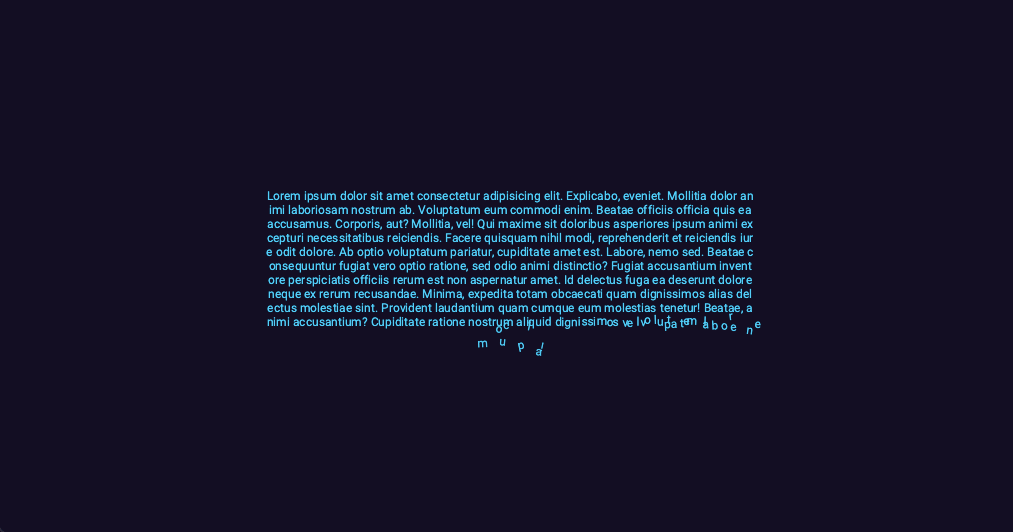 Lorem ipsum dolor sit amet consectetur adipisicing elit. Explicabo, eveniet. Mollitia dolor an
imi laboriosam nostrum ab. Voluptatum eum commodi enim. Beatae officiis officia quis ea
accusamus. Corporis, aut? Mollitia, vel! Qui maxime sit doloribus asperiores ipsum animi ex
cepturi necessitatibus reiciendis. Facere quisquam nihil modi, reprehenderit et reiciendis iur
e odit dolore. Ab optio voluptatum pariatur, cupiditate amet est. Labore, nemo sed. Beatae c
onsequuntur fugiat vero optio ratione, sed odio animi distinctio? Fugiat accusantium invent
ore perspiciatis officiis rerum est non aspernatur amet. Id delectus fuga ea deserunt dolore
neque ex rerum recusandae. Minima, expedita totam obcaecati quam dignissimos alias del
ectus molestiae sint. Provident laudantium quam cumque eum molestias tenetur! Beatae, a
nimi accusantium? Cupiditate ratione nostrum aliquid dignissimos velvoluptatem labore